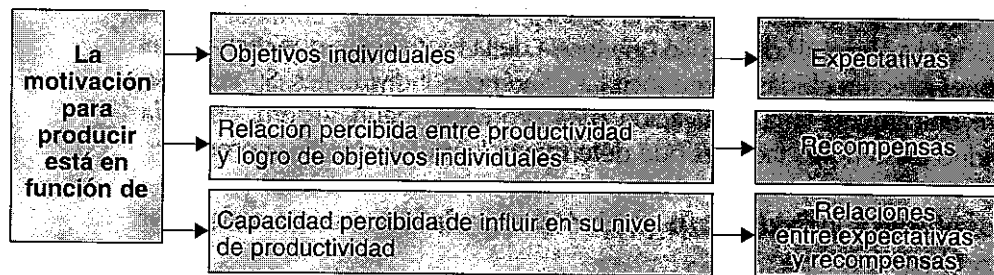 La
motivación
para
producir
está en
función de
Objetivos individuales
Expectativas
Relación percibida entre productividad
y logro de objetivos individuales
Recompensas
Capacidad percibida de influir en su nivel
de productividad
Relaciones
entre expectativas
y recompensas